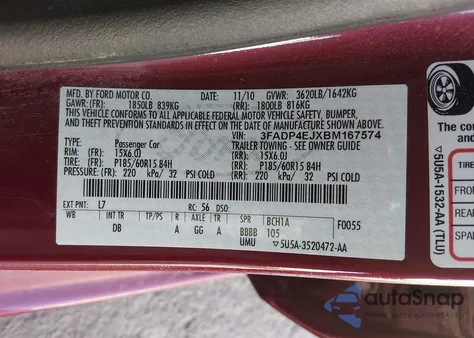 MFD. BY FORD MOTOR CO.
DATE: 11/10 GVWR: 3620LB/1642KG
GAWR: (FR): 1850LB 839KG (RR): 1800LB 816KG
THIS VEHICLE CONFORMS TO ALL APPLICABLE FEDERAL MOTOR VEHICLE SAFETY, BUMPER,
AND THEFT PREVENTION STANDARDS IN EFFECT ON THE DATE OF MANUFACTURE SHOWN ABOVE.
VIN: 3FADP4EJXBM167574
TYPE: Passenger Car TRAILER TOWING - SEE OWNER GUIDE
RIM: 15X6.0J (RR): 15X6.0J
TIRE: (FR): P185/60R15 84H P185/60R15 84H
PRESSURE: (FR): 220 kPa/ 32 PSI COLD (RR): 220 kPa/ 32 PSI COLD
EXT PNT: L7 RC: 56 DSO: F0055
WB INT TR TP/PS R AXLE TR SPR BCH1A
DB A GG A BBBB 105
UMU ▽5U5A-3520472-AA
▽5U5A-1532-AA (TLU)
TIRE
FR
autoSnap